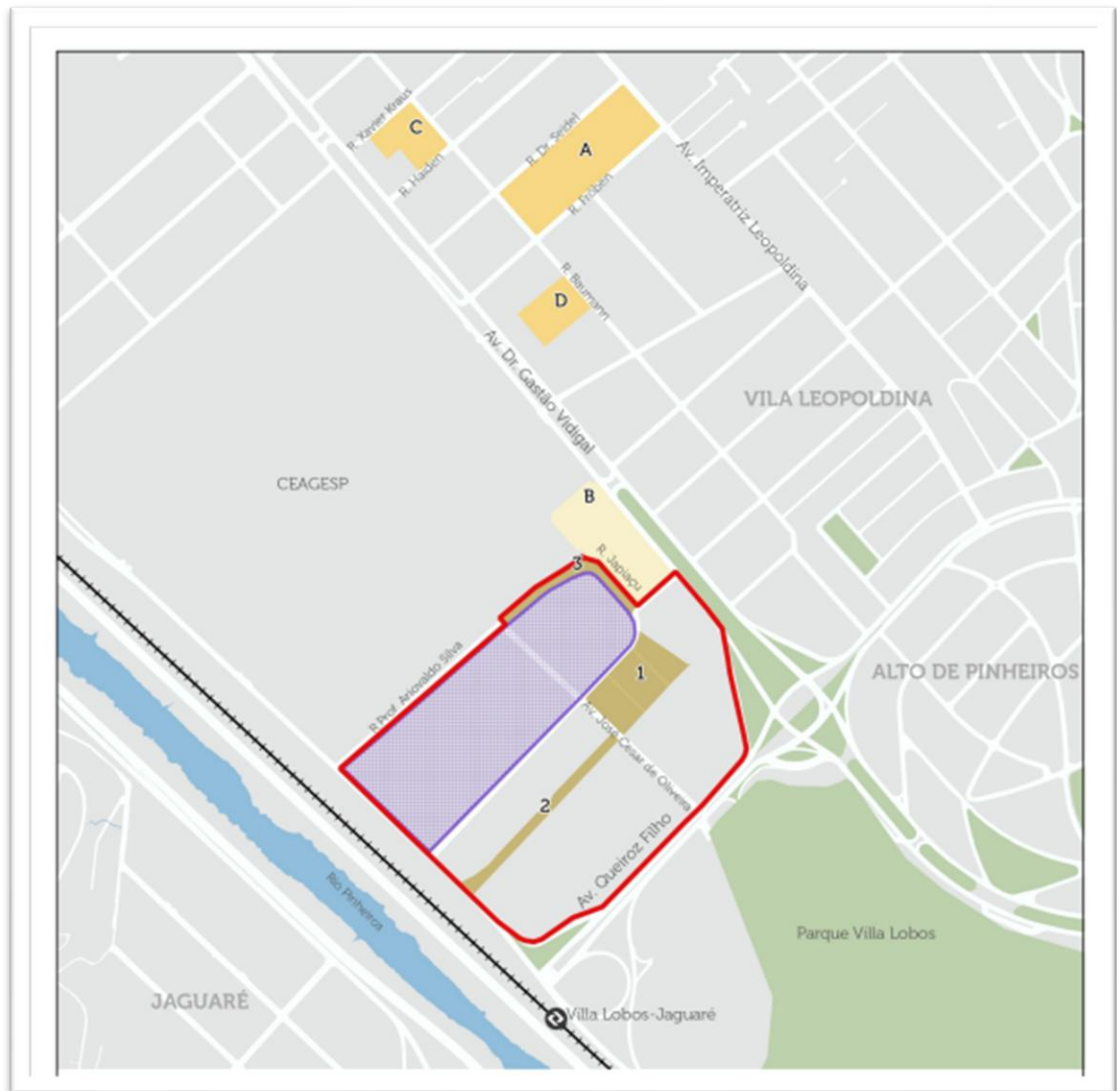 R. Xavier Kraus
C
R. Haiden
R. Dr. Seidel
A
R. Fröben
Av. Imperatriz Leopoldina
R. Baumann
D
Av. Dr. Gastão Vidigal
VILA LEOPOLDINA
CEAGESP
B
R. Japiaçu
3
R Prof. Ariovaldo Silva
1
ALTO DE PINHEIROS
Av. José César de Oliveira
2
Av. Queiroz Filho
Rio Pinheiros
Parque Villa Lobos
JAGUARÉ
Villa Lobos-Jaguaré